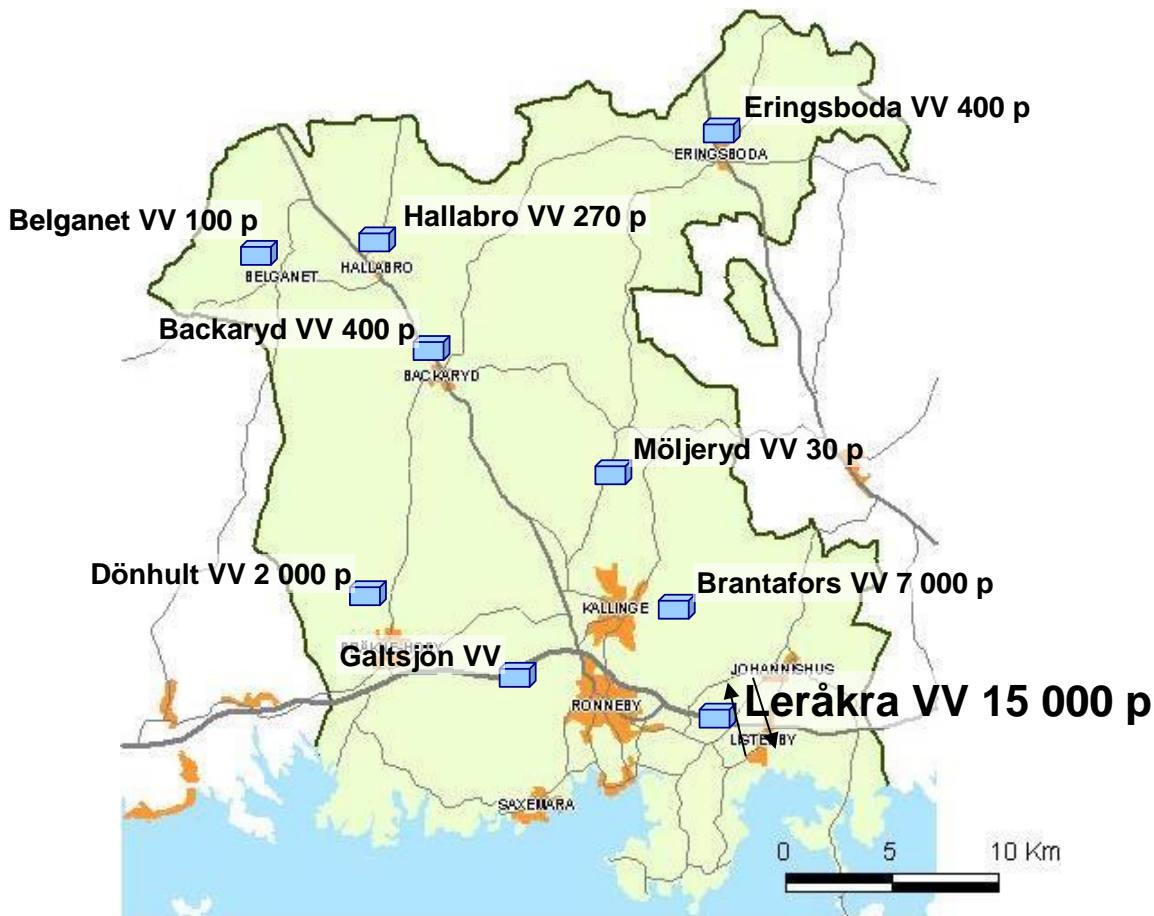 Eringsboda VV 400 p
ERINGSBODA
Belganet VV 100 p
Hallabro VV 270 p
BELGANET
HALLABRO
Backaryd VV 400 p
BACKARYD
Möljeryd VV 30 p
Dönhult VV 2 000 p
Brantafors VV 7 000 p
KALLINGE
Galtsjön VV
JOHANNISHUS
RONNEBY
Leråkra VV 15 000 p
LISTERBY
SAXEMARA
0 5 10 Km